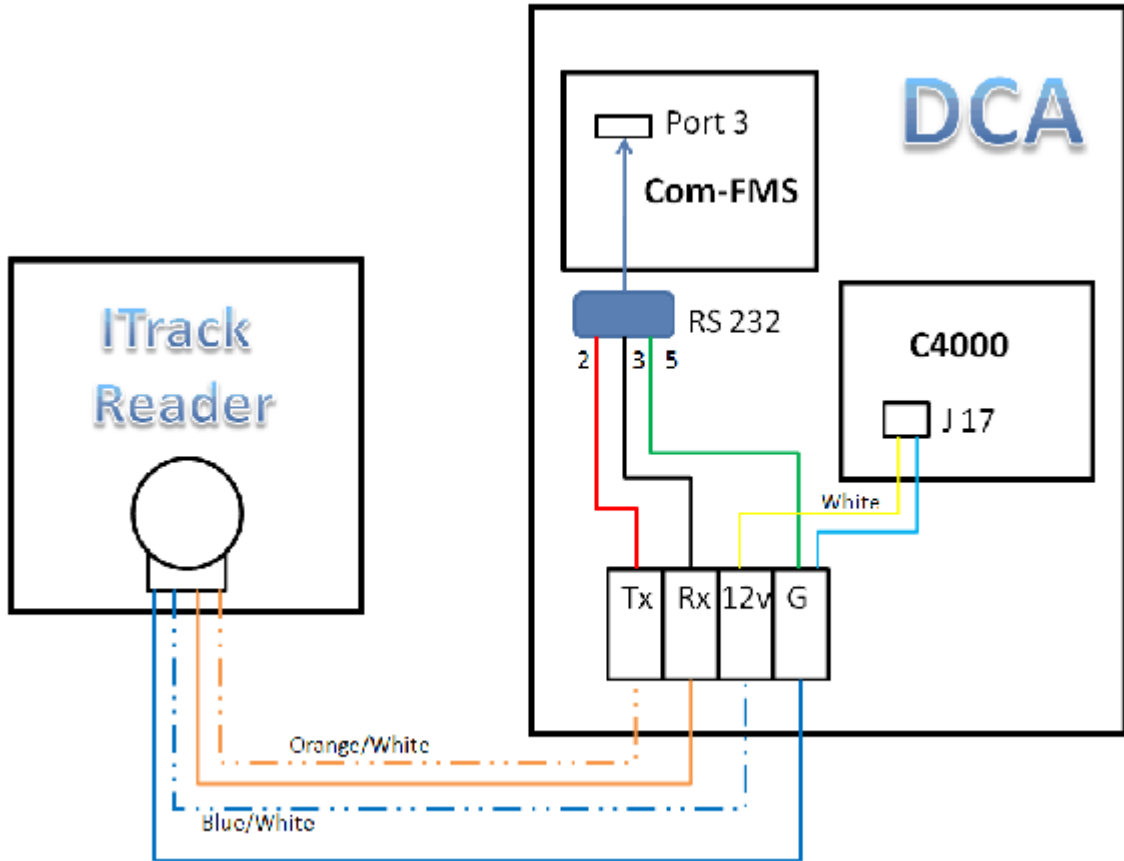 DCA
Port 3
Com-FMS
RS 232
2 3 5
C4000
J 17
White
ITrack
Reader
Tx Rx 12v G
Orange/White
Blue/White